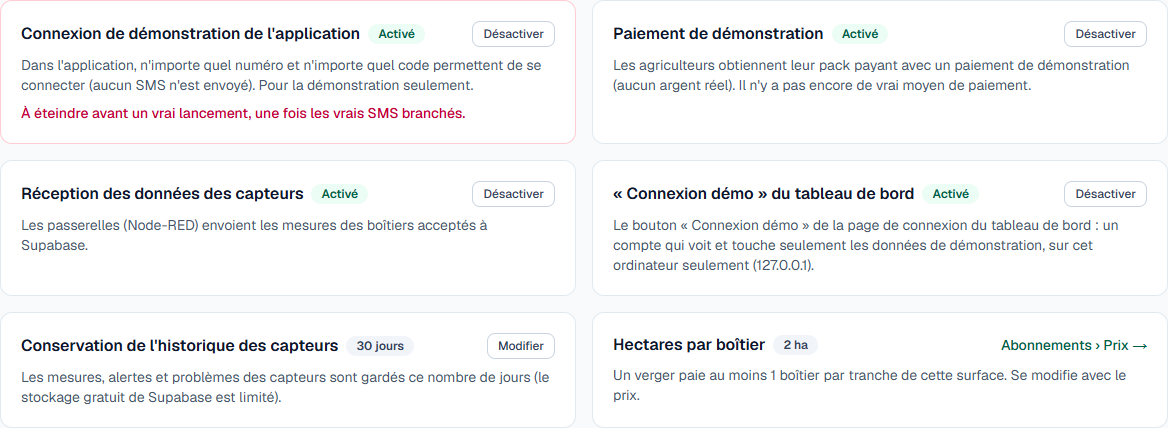 Connexion de démonstration de l'application Activé Désactiver
Dans l'application, n'importe quel numéro et n'importe quel code permettent de se
connecter (aucun SMS n'est envoyé). Pour la démonstration seulement.
À éteindre avant un vrai lancement, une fois les vrais SMS branchés.
Paiement de démonstration Activé Désactiver
Les agriculteurs obtiennent leur pack payant avec un paiement de démonstration
(aucun argent réel). Il n'y a pas encore de vrai moyen de paiement.
Réception des données des capteurs Activé Désactiver
Les passerelles (Node-RED) envoient les mesures des boîtiers acceptés à
Supabase.
« Connexion démo » du tableau de bord Activé Désactiver
Le bouton « Connexion démo » de la page de connexion du tableau de bord : un
compte qui voit et touche seulement les données de démonstration, sur cet
ordinateur seulement (127.0.0.1).
Conservation de l'historique des capteurs 30 jours Modifier
Les mesures, alertes et problèmes des capteurs sont gardés ce nombre de jours (le
stockage gratuit de Supabase est limité).
Hectares par boîtier 2 ha Abonnements › Prix →
Un verger paie au moins 1 boîtier par tranche de cette surface. Se modifie avec le
prix.